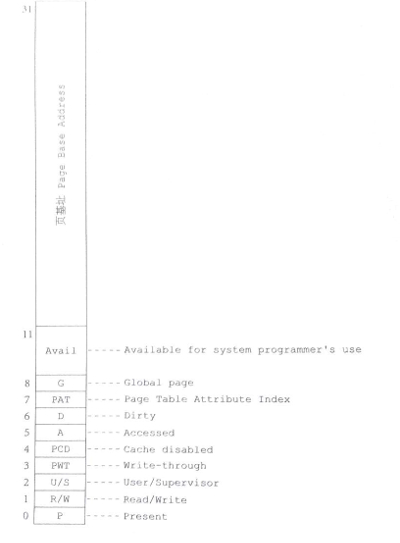 31
页基址 Page Base Address
11
Avail ----- Available for system programmer's use
8 G ----- Global page
7 PAT ----- Page Table Attribute Index
6 D ----- Dirty
5 A ----- Accessed
4 PCD ----- Cache disabled
3 PWT ----- Write-through
2 U/S ----- User/Supervisor
1 R/W ----- Read/Write
0 P ----- Present